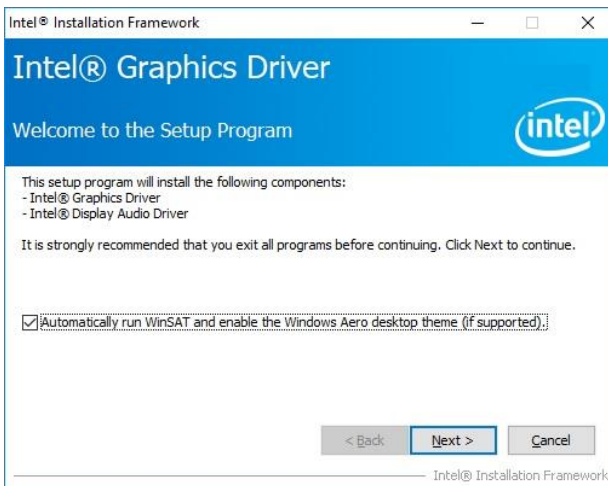 Intel® Installation Framework
Intel® Graphics Driver
Welcome to the Setup Program
intel
This setup program will install the following components:
- Intel® Graphics Driver
- Intel® Display Audio Driver
It is strongly recommended that you exit all programs before continuing. Click Next to continue.
Automatically run WinSAT and enable the Windows Aero desktop theme (if supported).
< Back
Next >
Cancel
Intel® Installation Framework